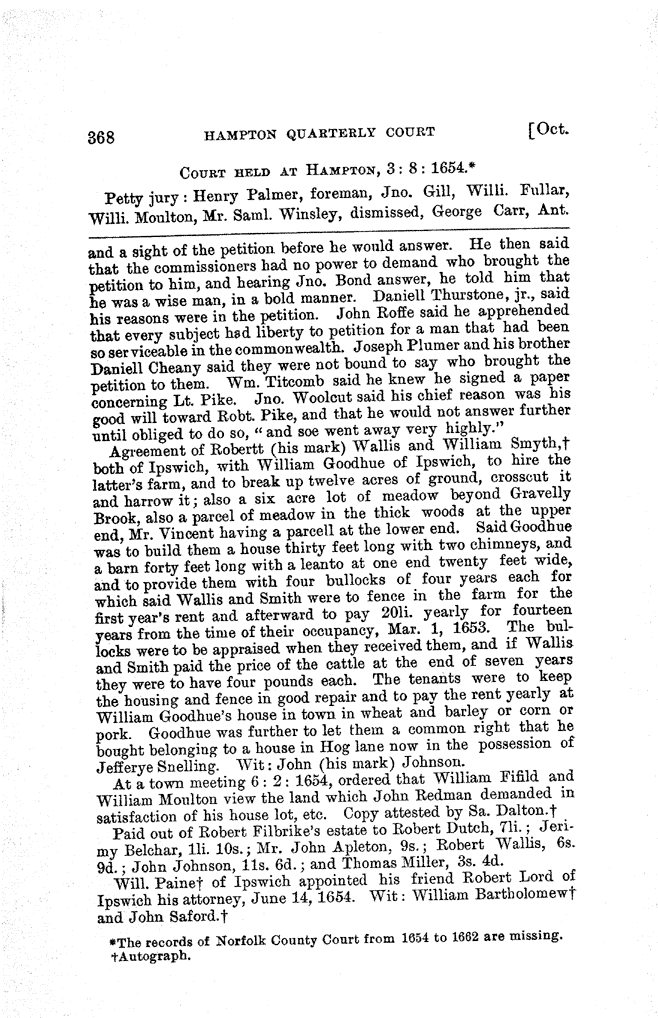 368 HAMPTON QUARTERLY COURT [Oct.
COURT HELD AT HAMPTON, 3: 8: 1654.*
Petty jury: Henry Palmer, foreman, Jno. Gill, Willi. Fullar,
Willi. Moulton, Mr. Saml. Winsley, dismissed, George Carr, Ant.
and a sight of the petition before he would answer. He then said
that the commissioners had no power to demand who brought the
petition to him, and hearing Jno. Bond answer, he told him that
he was a wise man, in a bold manner. Daniell Thurstone, jr., said
his reasons were in the petition. John Roffe said he apprehended
that every subject had liberty to petition for a man that had been
so serviceable in the commonwealth. Joseph Plumer and his brother
Daniell Cheany said they were not bound to say who brought the
petition to them. Wm. Titcomb said he knew he signed a paper
concerning Lt. Pike. Jno. Woolcut said his chief reason was his
good will toward Robt. Pike, and that he would not answer further
until obliged to do so, "and soe went away very highly."
Agreement of Robertt (his mark) Wallis and William Smyth,†
both of Ipswich, with William Goodhue of Ipswich, to hire the
latter's farm, and to break up twelve acres of ground, crosscut it
and harrow it; also a six acre lot of meadow beyond Gravelly
Brook, also a parcel of meadow in the thick woods at the upper
end, Mr. Vincent having a parcell at the lower end. Said Goodhue
was to build them a house thirty feet long with two chimneys, and
a barn forty feet long with a leanto at one end twenty feet wide,
and to provide them with four bullocks of four years each for
which said Wallis and Smith were to fence in the farm for the
first year's rent and afterward to pay 20li. yearly for fourteen
years from the time of their occupancy, Mar. 1, 1653. The bul-
locks were to be appraised when they received them, and if Wallis
and Smith paid the price of the cattle at the end of seven years
they were to have four pounds each. The tenants were to keep
the housing and fence in good repair and to pay the rent yearly at
William Goodhue's house in town in wheat and barley or corn or
pork. Goodhue was further to let them a common right that he
bought belonging to a house in Hog lane now in the possession of
Jefferye Snelling. Wit: John (his mark) Johnson.
At a town meeting 6: 2: 1654, ordered that William Fifild and
William Moulton view the land which John Redman demanded in
satisfaction of his house lot, etc. Copy attested by Sa. Dalton.†
Paid out of Robert Filbrike's estate to Robert Dutch, 7li.; Jeri-
my Belchar, 1li. 10s.; Mr. John Apleton, 9s.; Robert Wallis, 6s.
9d.; John Johnson, 11s. 6d.; and Thomas Miller, 3s. 4d.
Will. Paine† of Ipswich appointed his friend Robert Lord of
Ipswich his attorney, June 14, 1654. Wit: William Bartholomew†
and John Saford.†
*The records of Norfolk County Court from 1654 to 1662 are missing.
†Autograph.